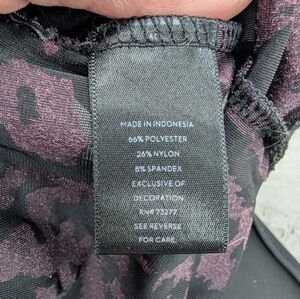 MADE IN INDONESIA
66% POLYESTER
26% NYLON
8% SPANDEX
EXCLUSIVE OF
DECORATION
RN# 73277
SEE REVERSE
FOR CARE.